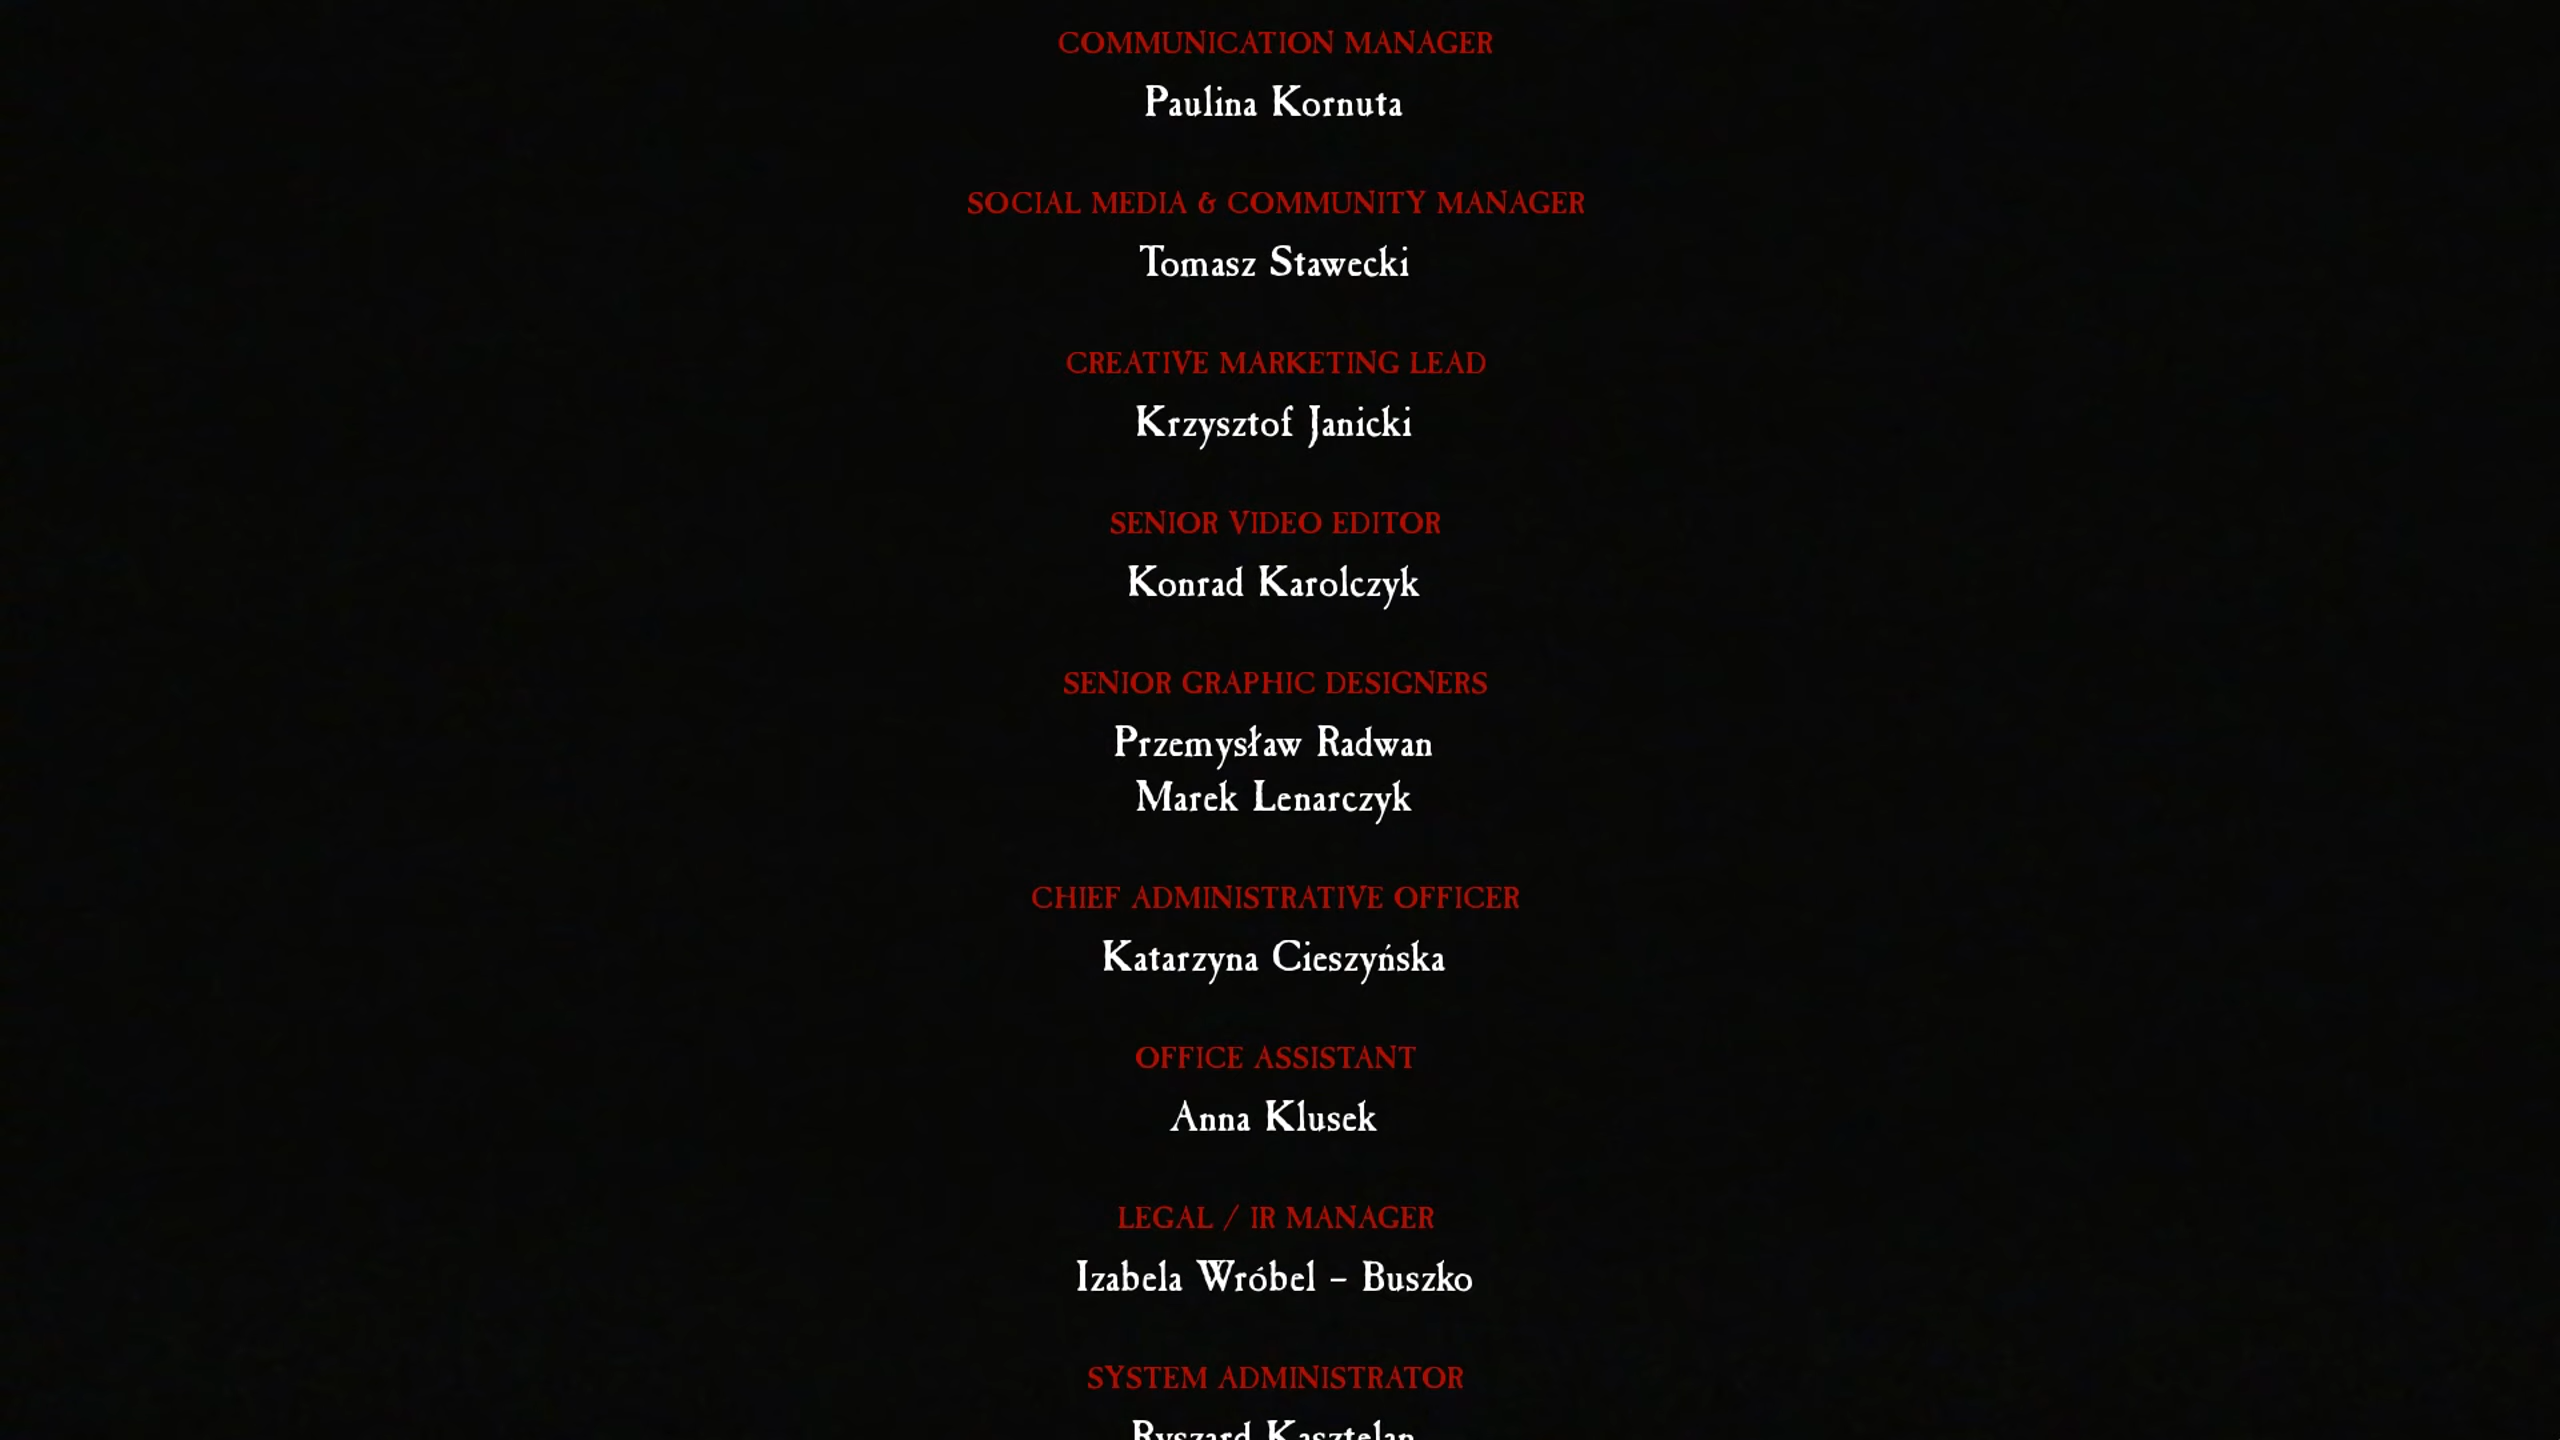 COMMUNICATION MANAGER
Paulina Kornuta
SOCIAL MEDIA & COMMUNITY MANAGER
Tomasz Stawecki
CREATIVE MARKETING LEAD
Krzysztof Janicki
SENIOR VIDEO EDITOR
Konrad Karolczyk
SENIOR GRAPHIC DESIGNERS
Przemysław Radwan
Marek Lenarczyk
CHIEF ADMINISTRATIVE OFFICER
Katarzyna Cieszyńska
OFFICE ASSISTANT
Anna Klusek
LEGAL / IR MANAGER
Izabela Wróbel – Buszko
SYSTEM ADMINISTRATOR
Ryszard Kasztelan